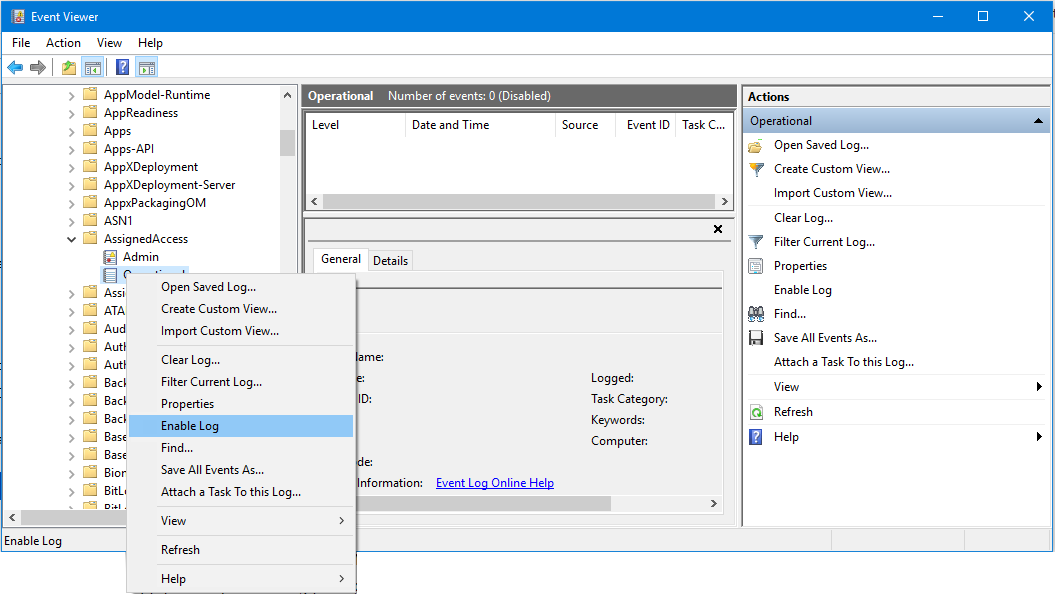 Event Viewer
File Action View Help
AppModel-Runtime
AppReadiness
Apps
Apps-API
AppXDeployment
AppXDeployment-Server
AppxPackagingOM
ASN1
AssignedAccess
Admin
Operational
Assi
ATA
Aud
Auth
Auth
Back
Back
Back
Base
Base
Bion
BitLo
BitLo
Open Saved Log...
Create Custom View...
Import Custom View...
Clear Log...
Filter Current Log...
Properties
Enable Log
Find...
Save All Events As...
Attach a Task To this Log...
View
Refresh
Help
Operational Number of events: 0 (Disabled)
Level Date and Time Source Event ID Task C...
General Details
ame:
e: Logged:
ID: Task Category:
Keywords:
Computer:
de:
Information: Event Log Online Help
Actions
Operational
Open Saved Log...
Create Custom View...
Import Custom View...
Clear Log...
Filter Current Log...
Properties
Enable Log
Find...
Save All Events As...
Attach a Task To this Log...
View
Refresh
Help
Enable Log